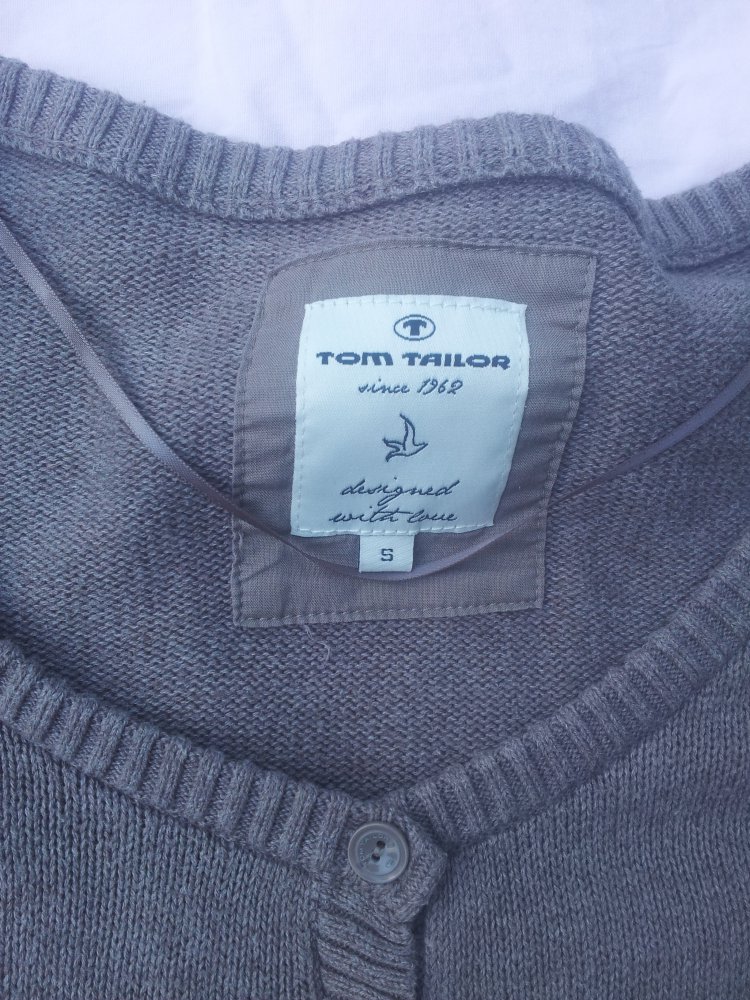 T
TOM TAILOR
since 1962
designed
with love
S